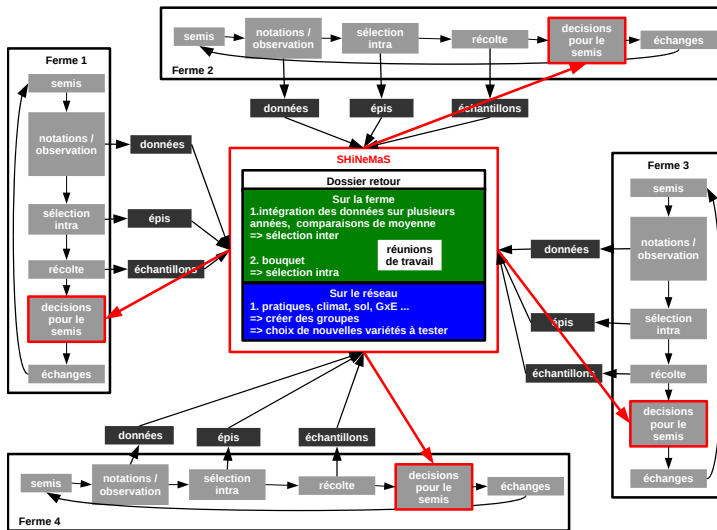 semis
notations /
observation
sélection
intra
récolte
decisions
pour le
semis
échanges
Ferme 2
données
épis
échantillons
Ferme 1
semis
notations /
observation
sélection
intra
récolte
decisions
pour le
semis
échanges
données
épis
échantillons
SHiNeMaS
Dossier retour
Sur la ferme
1.intégration des données sur plusieurs
années, comparaisons de moyenne
=> sélection inter
2. bouquet
=> sélection intra
réunions
de travail
Sur le réseau
1. pratiques, climat, sol, GxE ...
=> créer des groupes
=> choix de nouvelles variétés à tester
Ferme 3
semis
notations /
observation
sélection
intra
récolte
decisions
pour le
semis
échanges
données
épis
échantillons
données
épis
échantillons
semis
notations /
observation
sélection
intra
récolte
decisions
pour le
semis
échanges
Ferme 4